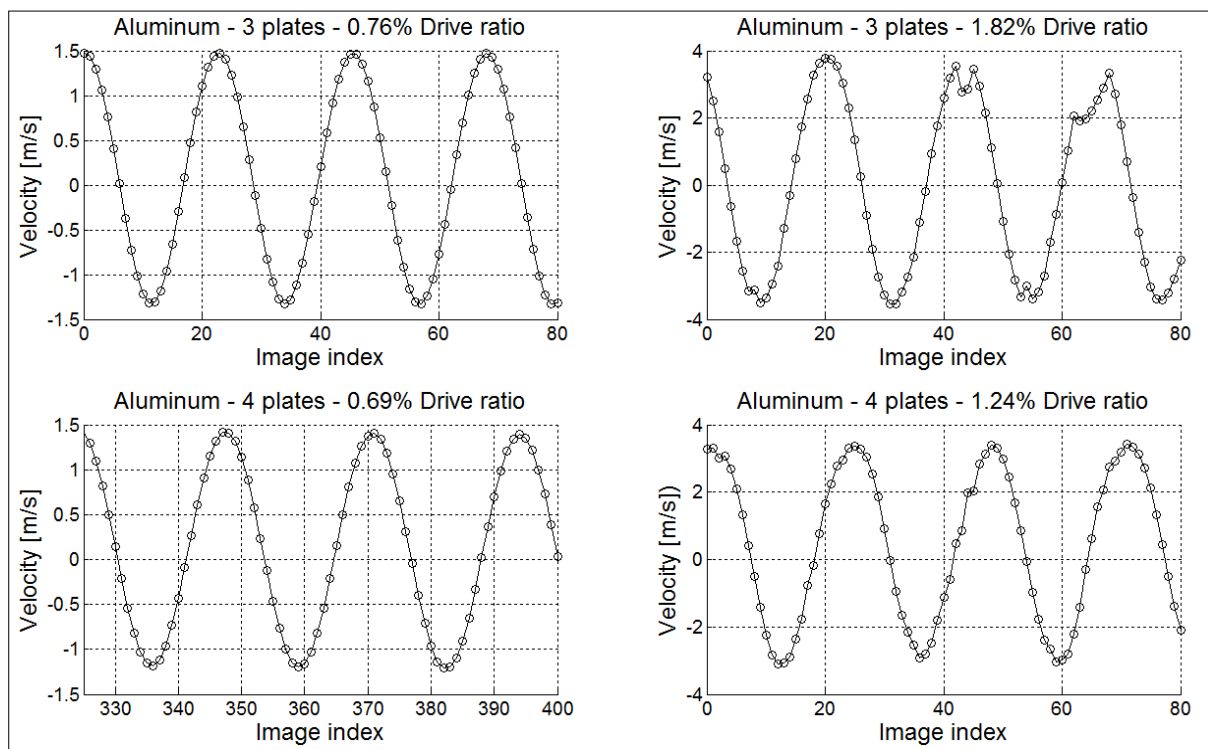 Aluminum - 3 plates - 0.76% Drive ratio
Velocity [m/s]
1.5
1
0.5
0
-0.5
-1
-1.5
0 20 40 60 80
Image index
Aluminum - 3 plates - 1.82% Drive ratio
Velocity [m/s]
4
2
0
-2
-4
0 20 40 60 80
Image index
Aluminum - 4 plates - 0.69% Drive ratio
Velocity [m/s]
1.5
1
0.5
0
-0.5
-1
-1.5
330 340 350 360 370 380 390 400
Image index
Aluminum - 4 plates - 1.24% Drive ratio
Velocity [m/s])
4
2
0
-2
-4
0 20 40 60 80
Image index